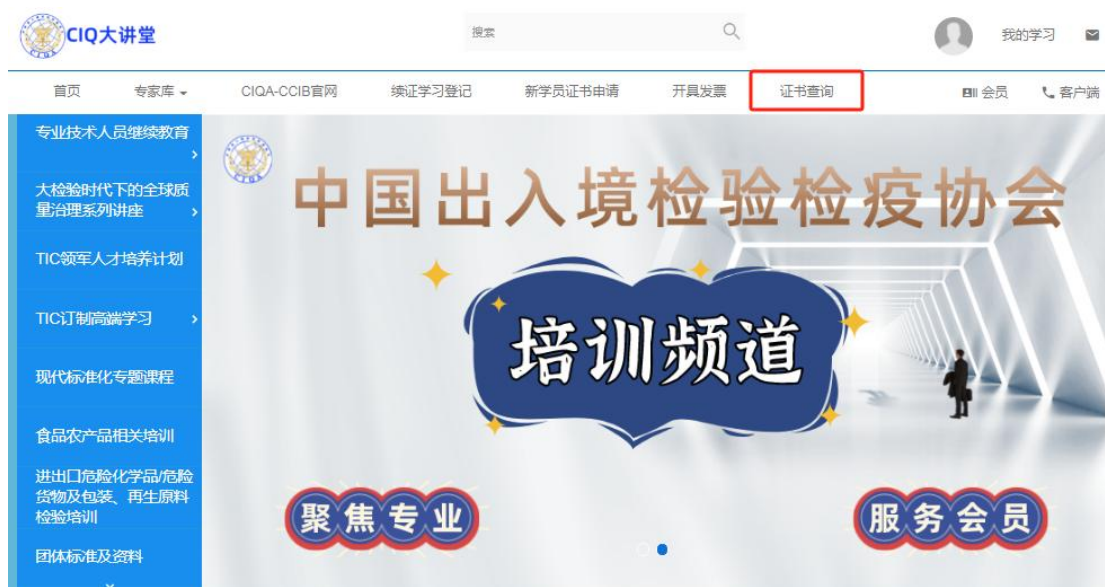 CIQ大讲堂
搜索
我的学习
首页 专家库 CIQA-CCIB官网 续证学习登记 新学员证书申请 开具发票 证书查询 会员 客户端
专业技术人员继续教育
大检验时代下的全球质
量治理系列讲座
TIC领军人才培养计划
TIC订制高端学习
现代标准化专题课程
食品农产品相关培训
进出口危险化学品/危险
货物及包装、再生原料
检验培训
团体标准及资料
中国出入境检验检疫协会
培训频道
聚焦专业
服务会员